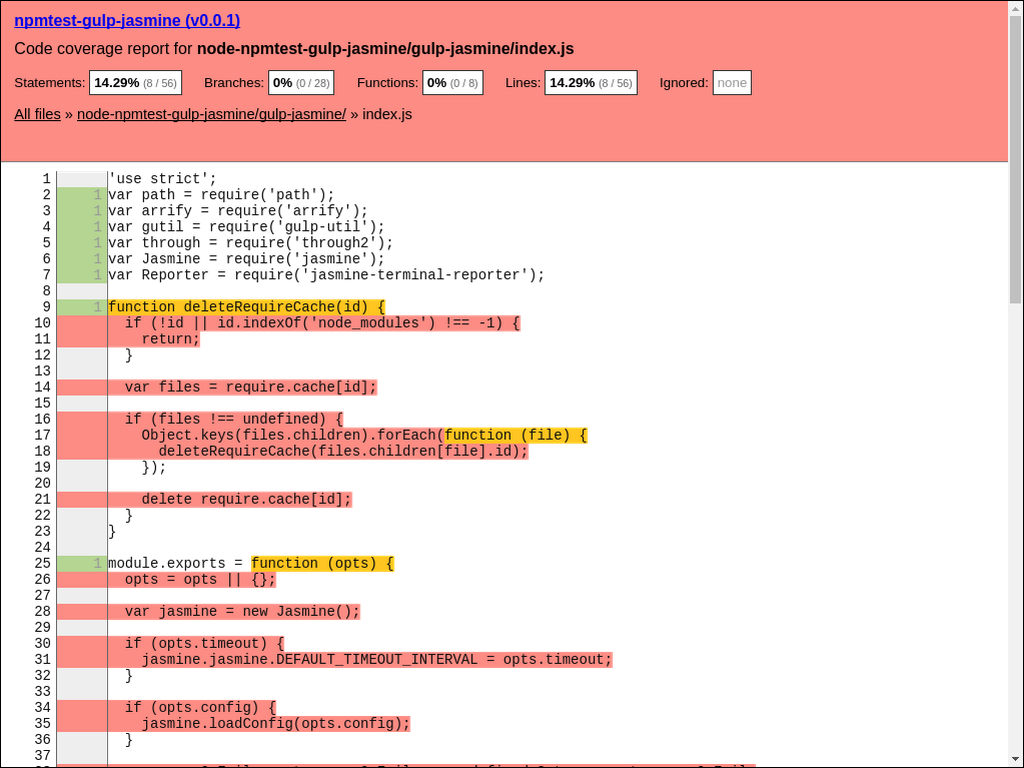 npmtest-gulp-jasmine (v0.0.1)
Code coverage report for node-npmtest-gulp-jasmine/gulp-jasmine/index.js
Statements: 14.29% (8 / 56) Branches: 0% (0 / 28) Functions: 0% (0 / 8) Lines: 14.29% (8 / 56) Ignored: none
All files » node-npmtest-gulp-jasmine/gulp-jasmine/ » index.js
1 'use strict';
2 1 var path = require('path');
3 1 var arrify = require('arrify');
4 1 var gutil = require('gulp-util');
5 1 var through = require('through2');
6 1 var Jasmine = require('jasmine');
7 1 var Reporter = require('jasmine-terminal-reporter');
8
9 1 function deleteRequireCache(id) {
10 if (!id || id.indexOf('node_modules') !== -1) {
11 return;
12 }
13
14 var files = require.cache[id];
15
16 if (files !== undefined) {
17 Object.keys(files.children).forEach(function (file) {
18 deleteRequireCache(files.children[file].id);
19 });
20
21 delete require.cache[id];
22 }
23 }
24
25 1 module.exports = function (opts) {
26 opts = opts || {};
27
28 var jasmine = new Jasmine();
29
30 if (opts.timeout) {
31 jasmine.jasmine.DEFAULT_TIMEOUT_INTERVAL = opts.timeout;
32 }
33
34 if (opts.config) {
35 jasmine.loadConfig(opts.config);
36 }
37